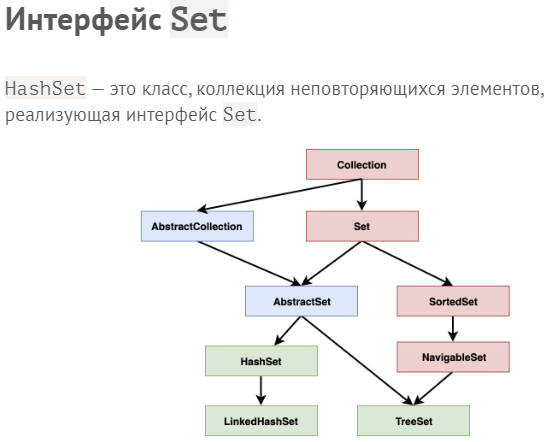 Интерфейс Set
HashSet — это класс, коллекция неповторяющихся элементов,
реализующая интерфейс Set.
Collection
AbstractCollection
Set
AbstractSet
SortedSet
HashSet
NavigableSet
LinkedHashSet
TreeSet